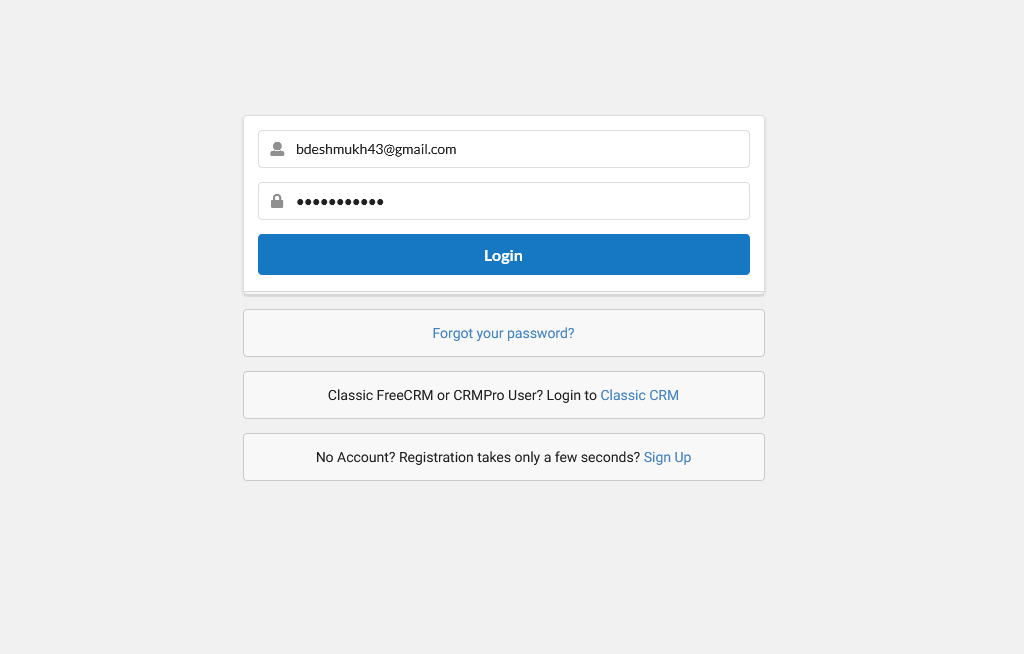 bdeshmukh43@gmail.com
•••••••••••
Login
Forgot your password?
Classic FreeCRM or CRMPro User? Login to Classic CRM
No Account? Registration takes only a few seconds? Sign Up